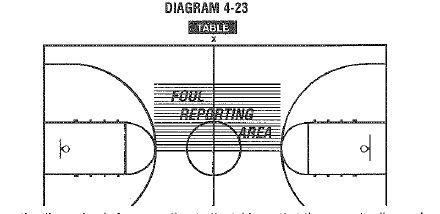 DIAGRAM 4-23
TABLE
X
FOUL
REPORTING
AREA